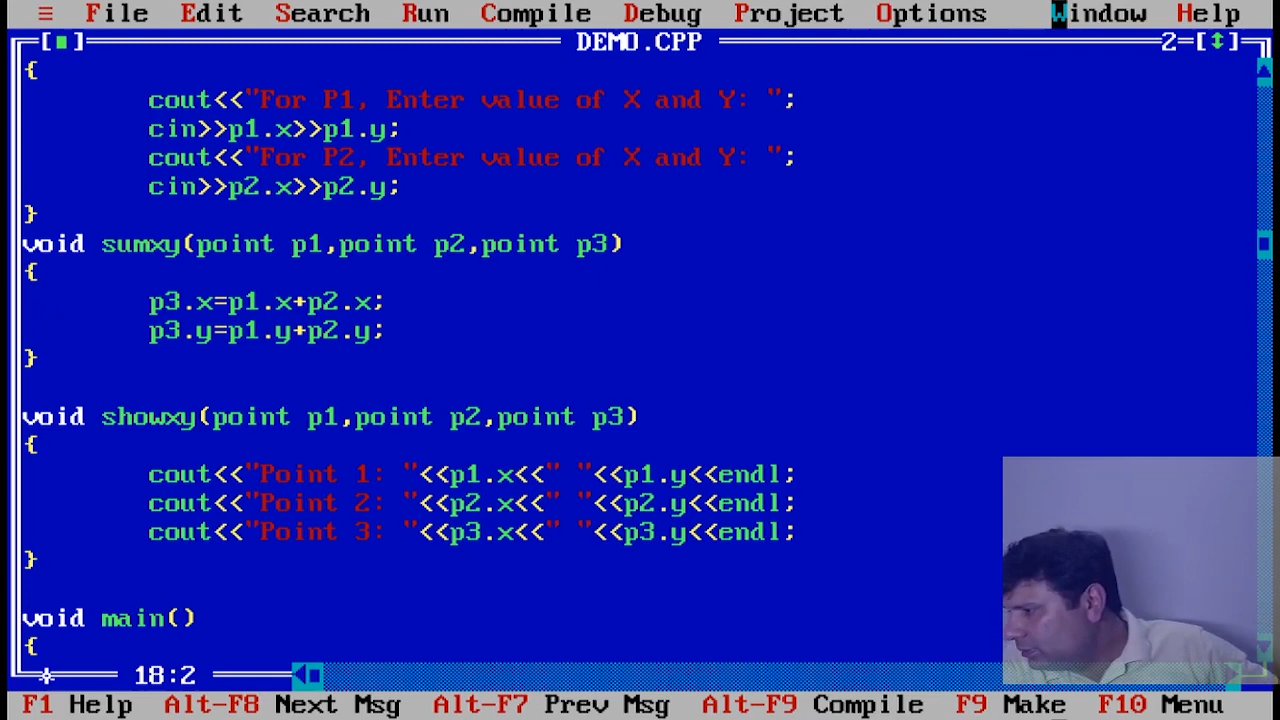 ≡ File Edit Search Run Compile Debug Project Options Window Help
[■] DEMO.CPP 2=[↕]
{
cout<<"For P1, Enter value of X and Y: ";
cin>>p1.x>>p1.y;
cout<<"For P2, Enter value of X and Y: ";
cin>>p2.x>>p2.y;
}
void sumxy(point p1,point p2,point p3)
{
p3.x=p1.x+p2.x;
p3.y=p1.y+p2.y;
}
void showxy(point p1,point p2,point p3)
{
cout<<"Point 1: "<<p1.x<<" "<<p1.y<<endl;
cout<<"Point 2: "<<p2.x<<" "<<p2.y<<endl;
cout<<"Point 3: "<<p3.x<<" "<<p3.y<<endl;
}
void main()
{
18:2
F1 Help Alt-F8 Next Msg Alt-F7 Prev Msg Alt-F9 Compile F9 Make F10 Menu